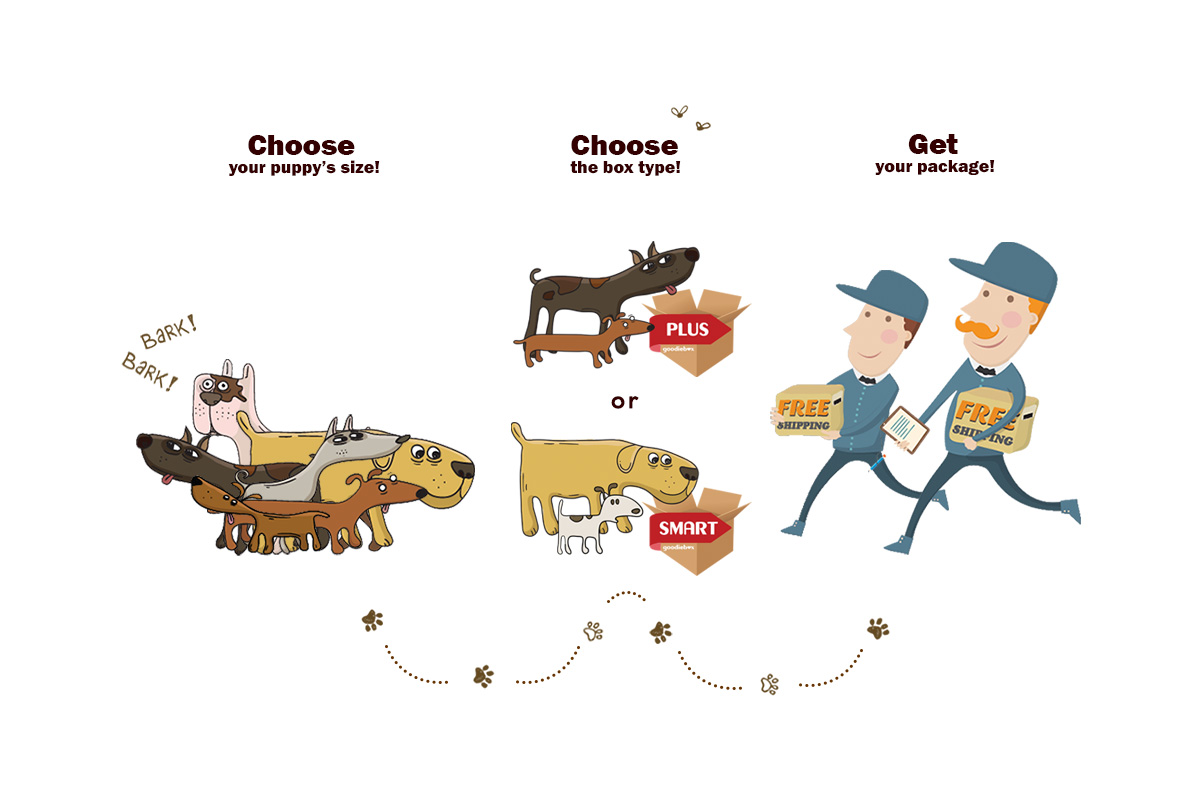 Choose
your puppy's size!
BARK!
BARK!
Choose
the box type!
PLUS
goodiebox
or
SMART
goodiebox
Get
your package!
FREE
SHIPPING
FREE
SHIPPING